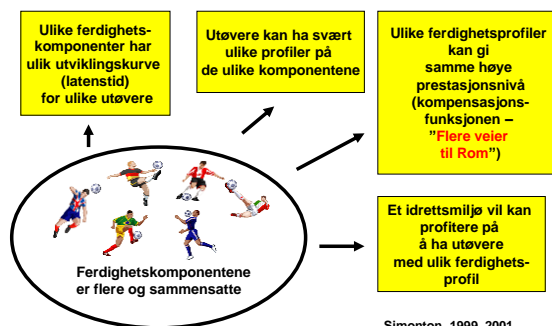 Ulike ferdighets-
komponenter har
ulik utviklingskurve
(latenstid)
for ulike utøvere
Utøvere kan ha svært
ulike profiler på
de ulike komponentene
Ulike ferdighetsprofiler
kan gi
samme høye
prestasjonsnivå
(kompensasjons-
funksjonen –
”Flere veier
til Rom”)
Et idrettsmiljø vil kan
profitere på
å ha utøvere
med ulik ferdighets-
profil
Ferdighetskomponentene
er flere og sammensatte
Simonton, 1999, 2001